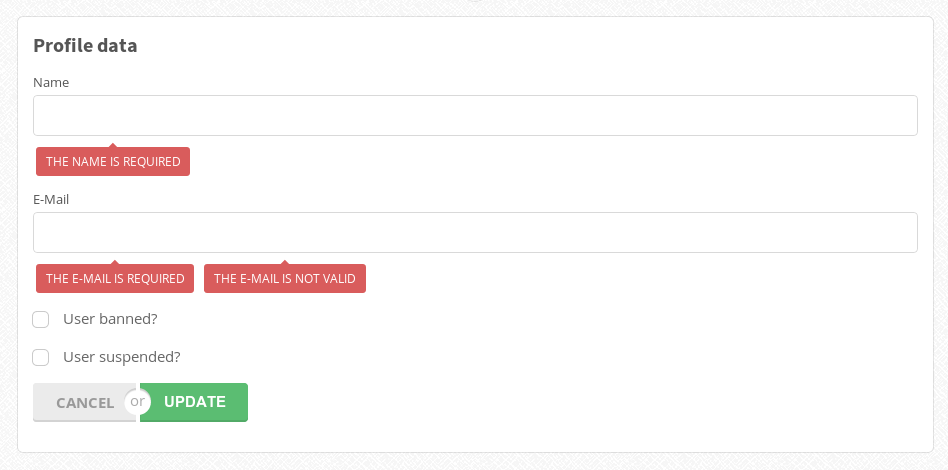 Profile data
Name
THE NAME IS REQUIRED
E-Mail
THE E-MAIL IS REQUIRED THE E-MAIL IS NOT VALID
User banned?
User suspended?
CANCEL or UPDATE